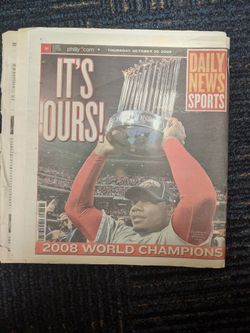 philly.com • THURSDAY, OCTOBER 30, 2008
IT'S
OURS!
DAILY
NEWS
SPORTS
2008 WORLD CHAMPIONS